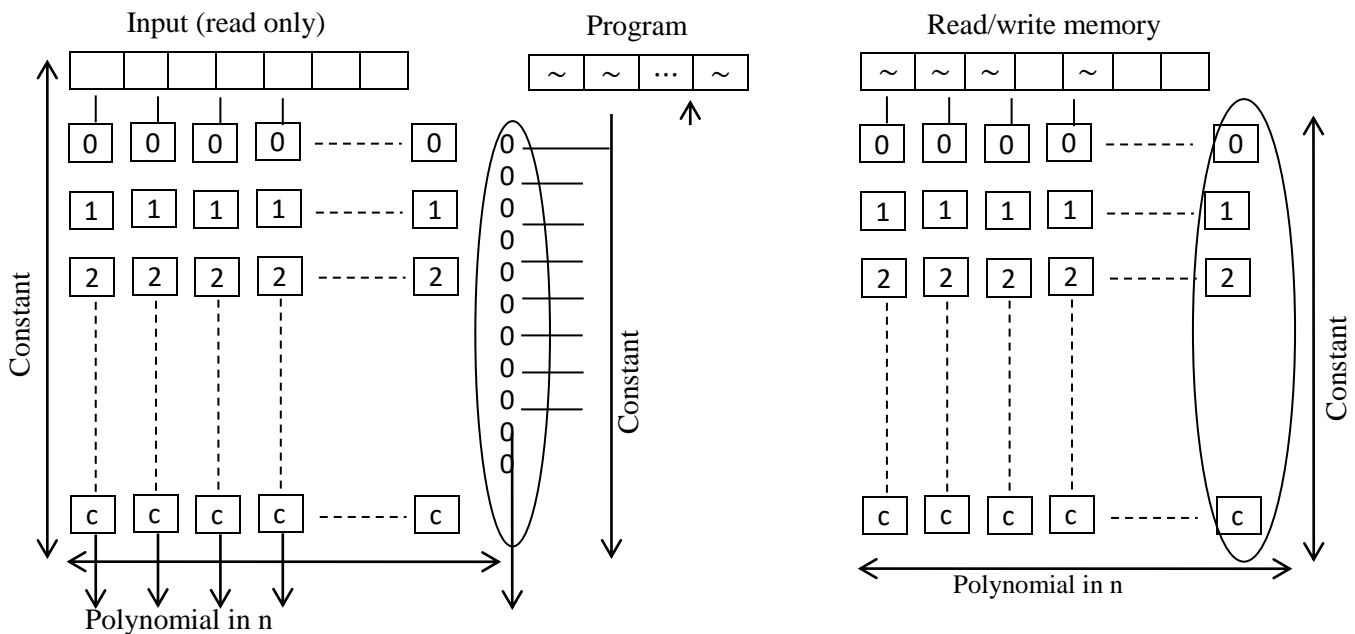 Input (read only)
Program
Read/write memory
~ ~ ... ~
~ ~ ~ ~
0 0 0 0 0
1 1 1 1 1
2 2 2 2 2
c c c c c
0
0
0
0
0
0
0
0
0
0
0
0 0 0 0 0
1 1 1 1 1
2 2 2 2 2
c c c c c
Constant
Constant
Constant
Polynomial in n
Polynomial in n